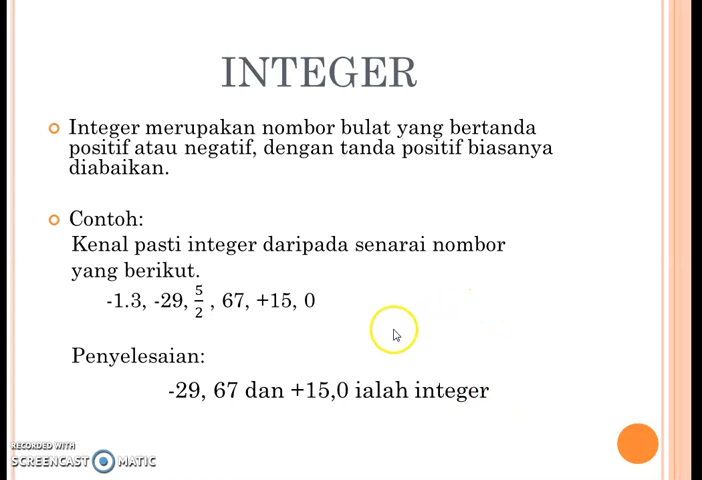 INTEGER
Integer merupakan nombor bulat yang bertanda
positif atau negatif, dengan tanda positif biasanya
diabaikan.
Contoh:
Kenal pasti integer daripada senarai nombor
yang berikut.
-1.3, -29, 5/2 , 67, +15, 0
Penyelesaian:
-29, 67 dan +15,0 ialah integer
RECORDED WITH
SCREENCAST MATIC